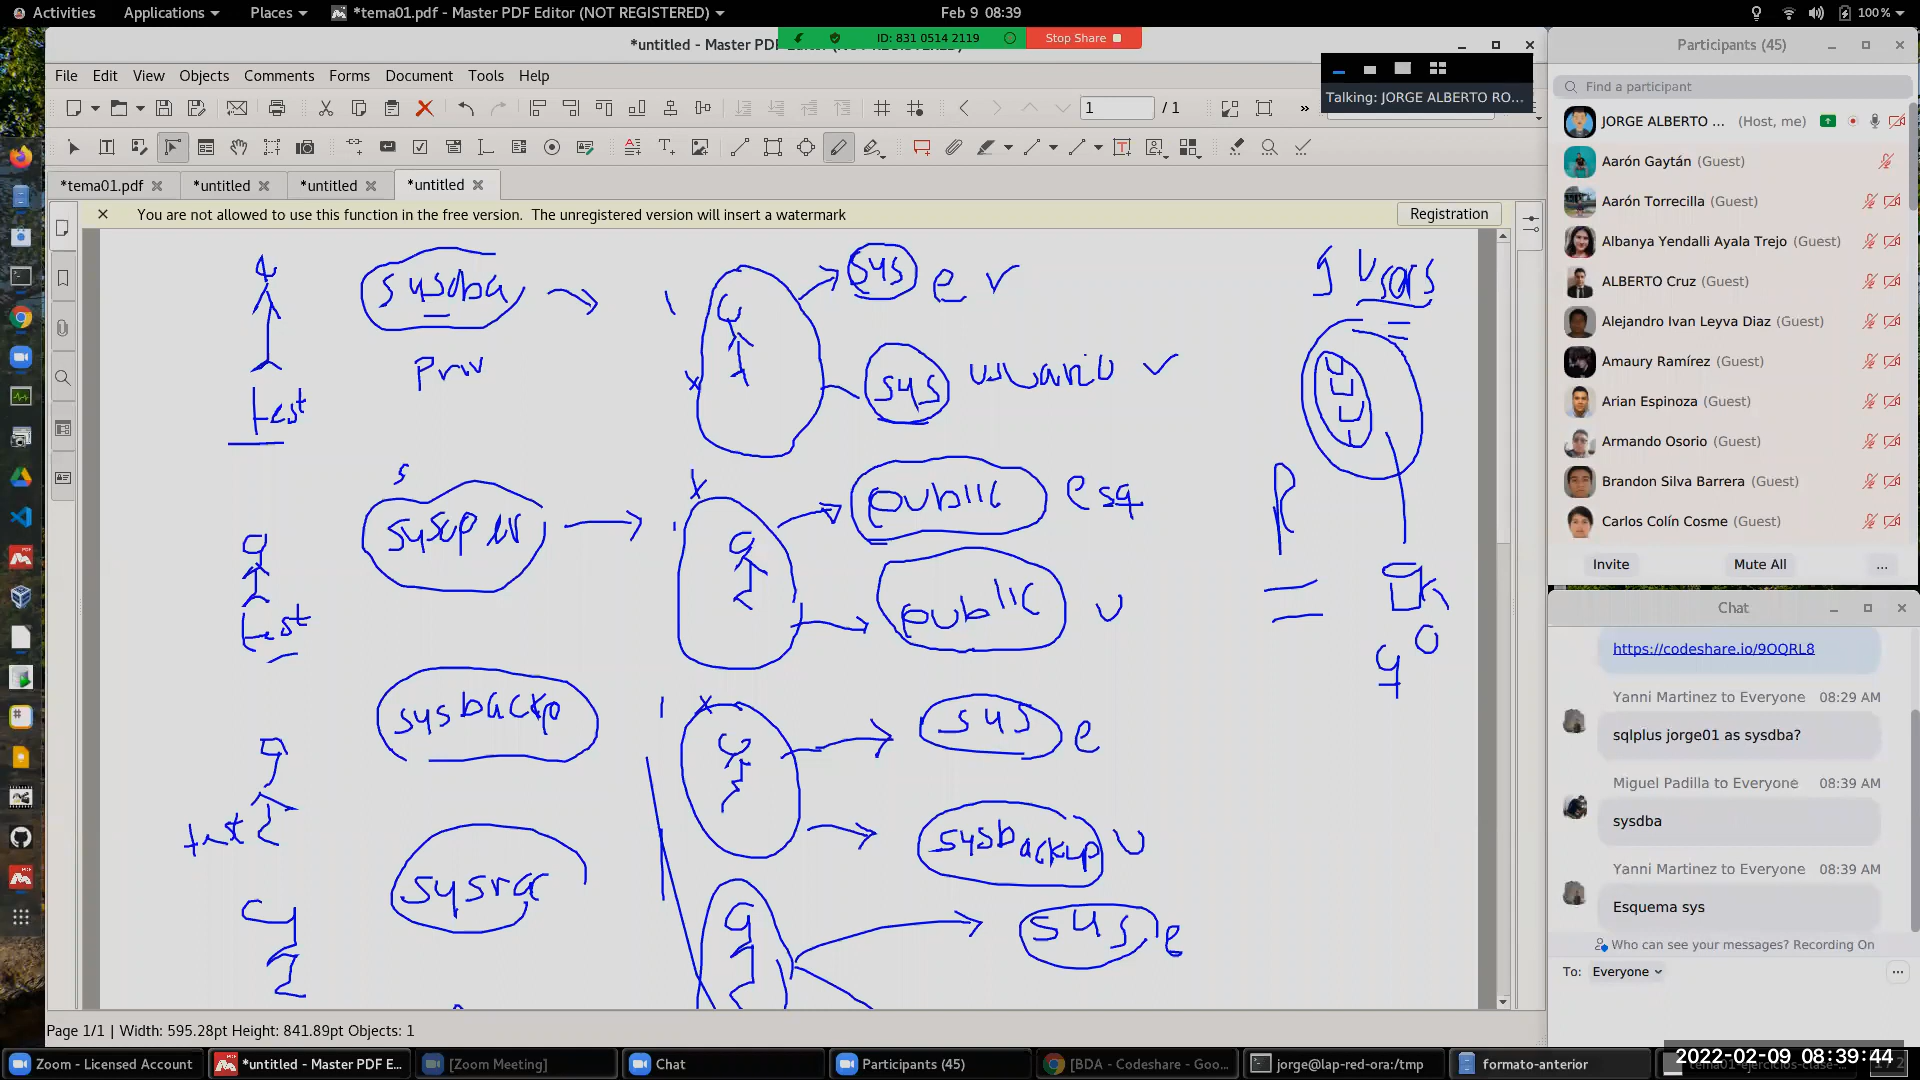 Activities
Applications
Places
*tema01.pdf - Master PDF Editor (NOT REGISTERED)
Feb 9 08:39
100%
*untitled - Master PDF
ID: 831 0514 2119
Stop Share
Participants (45)
File Edit View Objects Comments Forms Document Tools Help
Talking: JORGE ALBERTO RO...
1 / 1
Find a participant
JORGE ALBERTO ... (Host, me)
Aarón Gaytán (Guest)
*tema01.pdf
*untitled
*untitled
*untitled
Aarón Torrecilla (Guest)
You are not allowed to use this function in the free version. The unregistered version will insert a watermark
Registration
Albanya Yendalli Ayala Trejo (Guest)
ALBERTO Cruz (Guest)
Alejandro Ivan Leyva Diaz (Guest)
Amaury Ramírez (Guest)
Arian Espinoza (Guest)
Armando Osorio (Guest)
Brandon Silva Barrera (Guest)
Carlos Colín Cosme (Guest)
Invite
Mute All
...
sysdba
sys e
Priv
sys usuario
test
public esq
public u
test
sysbackp
sys e
test
sysbackup U
sysrac
sys e
Chat
https://codeshare.io/9OQRL8
Yanni Martinez to Everyone 08:29 AM
sqlplus jorge01 as sysdba?
Miguel Padilla to Everyone 08:39 AM
sysdba
Yanni Martinez to Everyone 08:39 AM
Esquema sys
Who can see your messages? Recording On
To: Everyone
Page 1/1 | Width: 595.28pt Height: 841.89pt Objects: 1
Zoom - Licensed Account
*untitled - Master PDF E...
[Zoom Meeting]
Chat
Participants (45)
[BDA - Codeshare - Goo...
jorge@lap-red-ora:/tmp
formato-anterior
2022-02-09 08:39:44